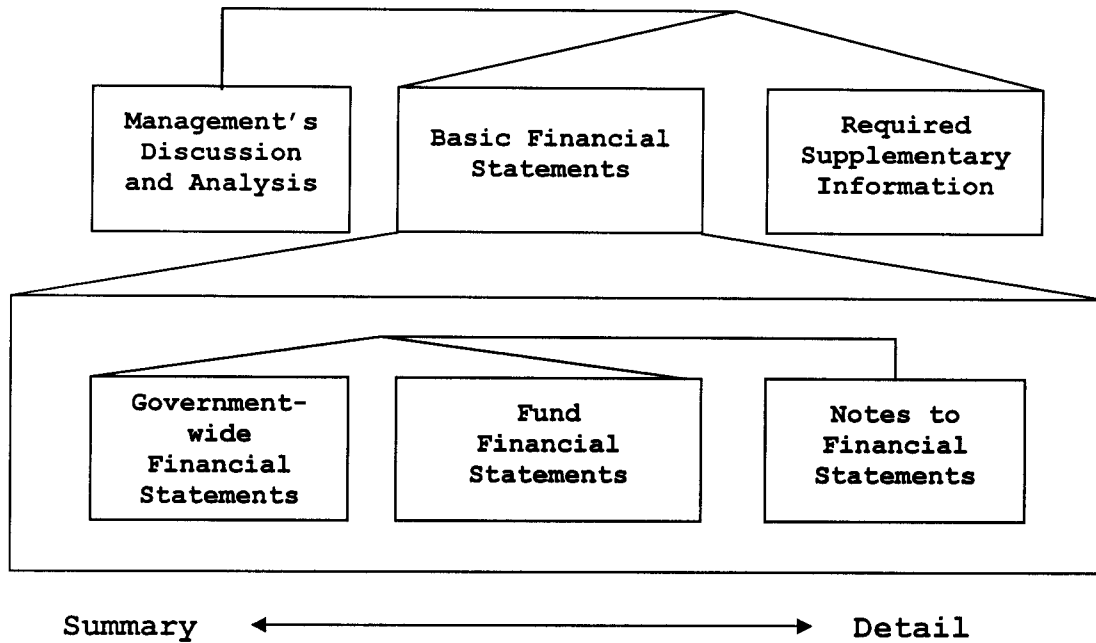 Management's
Discussion
and Analysis
Basic Financial
Statements
Required
Supplementary
Information
Government-
wide
Financial
Statements
Fund
Financial
Statements
Notes to
Financial
Statements
Summary
Detail